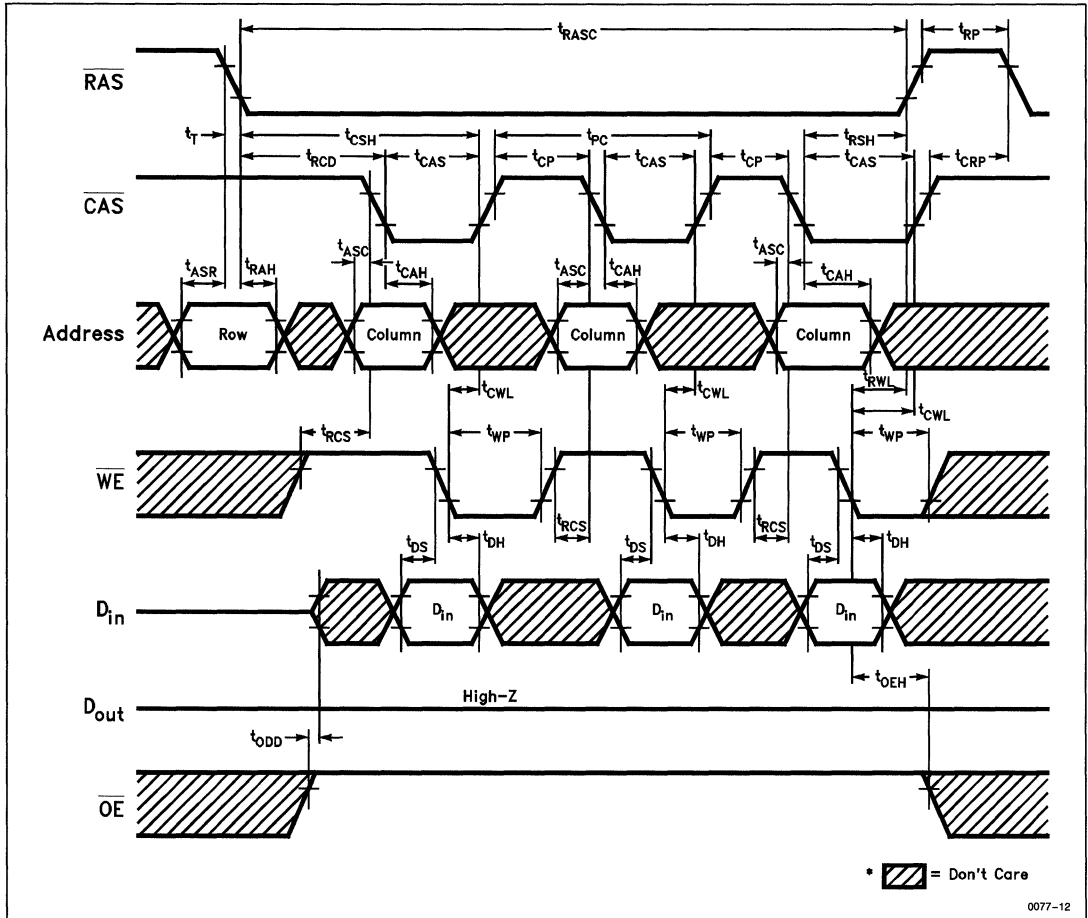 tRASC tRP
RAS
tT tCSH tPC tRSH
tRCD tCAS tCP tCAS tCP tCAS tCRP
CAS
tASR tRAH tASC tCAH tASC tCAH tASC tCAH
Address Row Column Column Column
tCWL tCWL tRWL
tCWL
tRCS tWP tWP tWP
WE
tRCS tRCS
tDS tDH tDS tDH tDS tDH
Din Din Din Din
tOEH
Dout High-Z
tODD
OE
* = Don't Care
0077-12